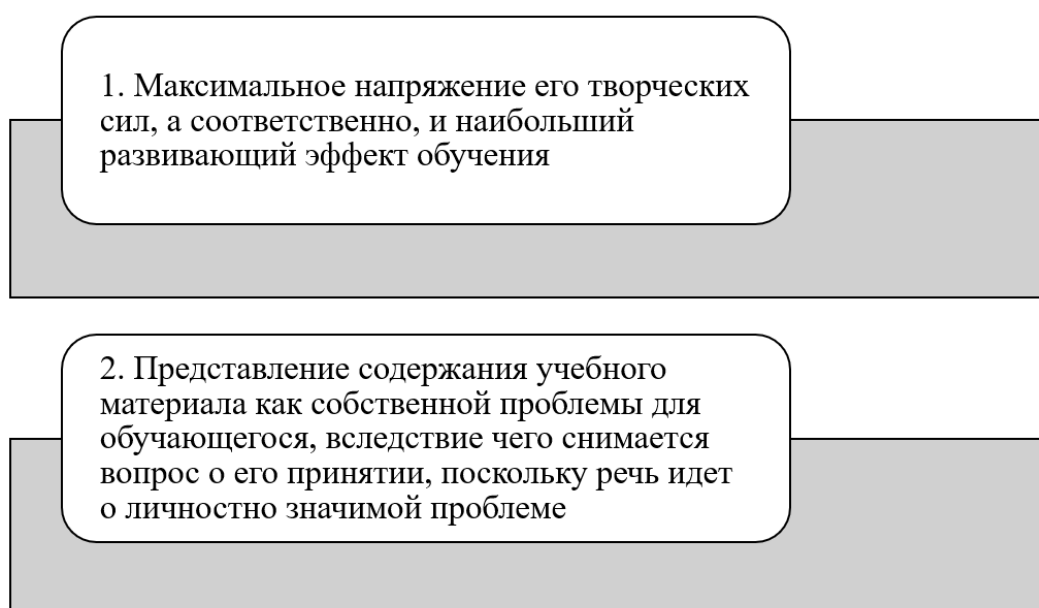 1. Максимальное напряжение его творческих
сил, а соответственно, и наибольший
развивающий эффект обучения
2. Представление содержания учебного
материала как собственной проблемы для
обучающегося, вследствие чего снимается
вопрос о его принятии, поскольку речь идет
о личностно значимой проблеме